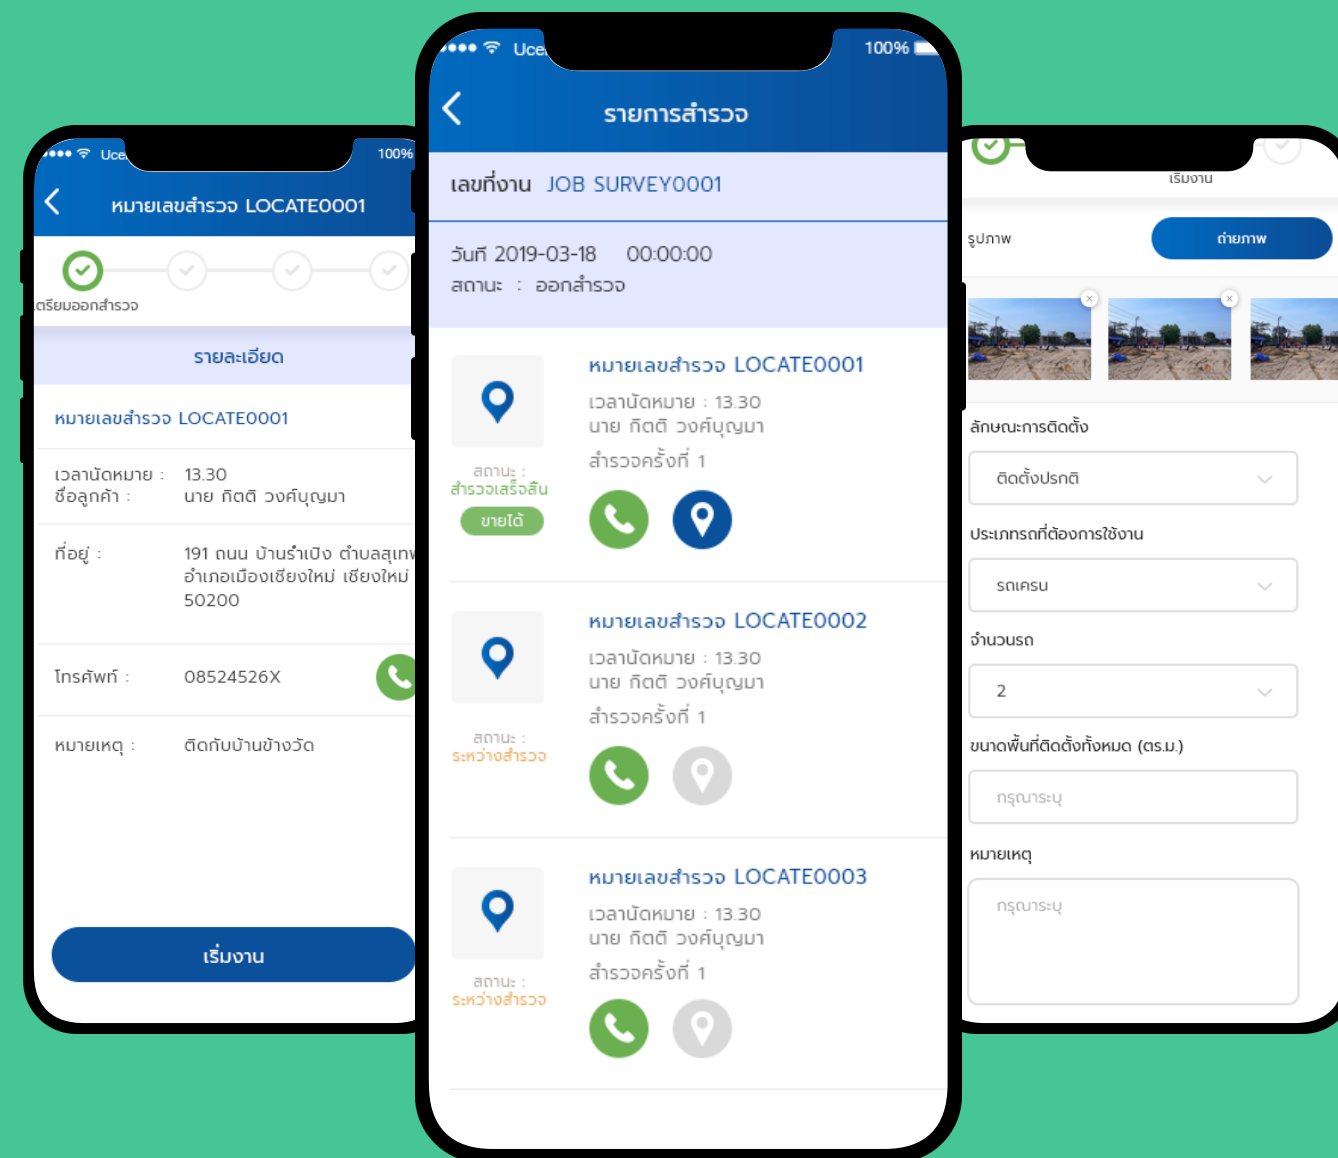 100%
หมายเลขสำรวจ LOCATE0001
เตรียมออกสำรวจ
รายละเอียด
หมายเลขสำรวจ LOCATE0001
เวลานัดหมาย : 13.30
ชื่อลูกค้า : นาย กิตติ วงศ์บุญมา
ที่อยู่ : 191 ถนน บ้านร่ำเปิง ตำบลสุเทพ
อำเภอเมืองเชียงใหม่ เชียงใหม่
50200
โทรศัพท์ : 08524526X
หมายเหตุ : ติดกับบ้านข้างวัด
เริ่มงาน
100%
รายการสำรวจ
เลขที่งาน JOB SURVEY0001
วันที่ 2019-03-18 00:00:00
สถานะ : ออกสำรวจ
หมายเลขสำรวจ LOCATE0001
เวลานัดหมาย : 13.30
นาย กิตติ วงศ์บุญมา
สำรวจครั้งที่ 1
สถานะ :
สำรวจเสร็จสิ้น
ขายได้
หมายเลขสำรวจ LOCATE0002
เวลานัดหมาย : 13.30
นาย กิตติ วงศ์บุญมา
สำรวจครั้งที่ 1
สถานะ :
ระหว่างสำรวจ
หมายเลขสำรวจ LOCATE0003
เวลานัดหมาย : 13.30
นาย กิตติ วงศ์บุญมา
สำรวจครั้งที่ 1
สถานะ :
ระหว่างสำรวจ
เริ่มงาน
รูปภาพ
ถ่ายภาพ
ลักษณะการติดตั้ง
ติดตั้งปรกติ
ประเภทรถที่ต้องการใช้งาน
รถเครน
จำนวนรถ
2
ขนาดพื้นที่ติดตั้งทั้งหมด (ตร.ม.)
กรุณาระบุ
หมายเหตุ
กรุณาระบุ